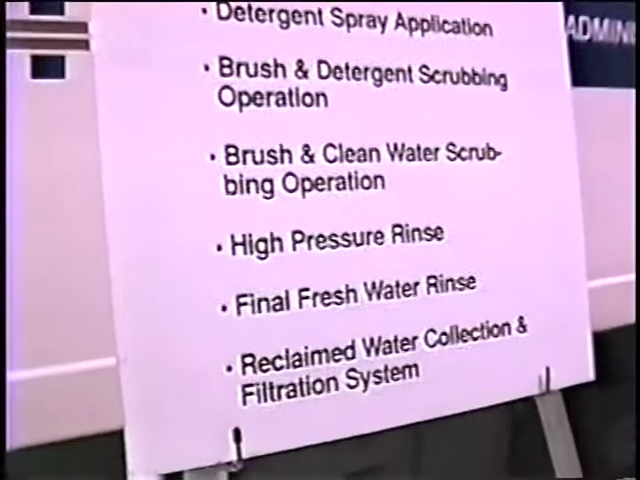 • Detergent Spray Application
ADMINI
• Brush & Detergent Scrubbing
Operation
• Brush & Clean Water Scrub-
bing Operation
• High Pressure Rinse
• Final Fresh Water Rinse
• Reclaimed Water Collection &
Filtration System